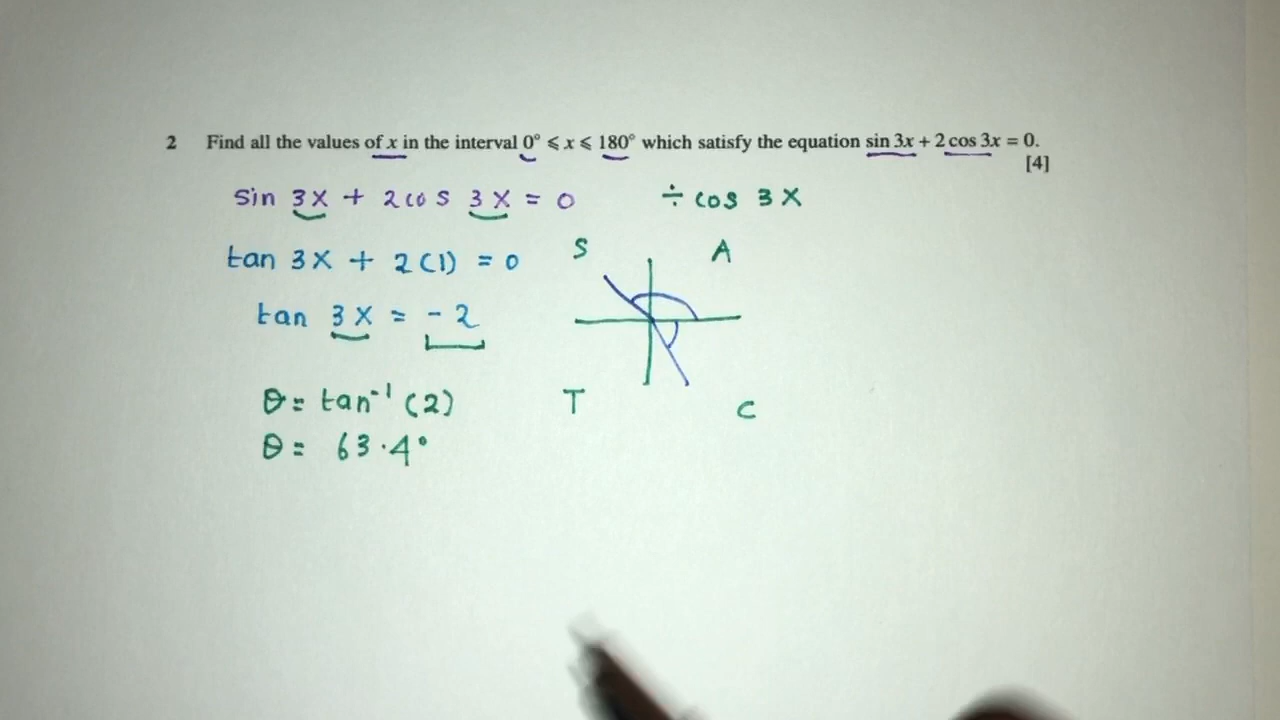 2 Find all the values of x in the interval 0° ⩽ x ⩽ 180° which satisfy the equation sin 3x + 2 cos 3x = 0.
[4]
sin 3x + 2 cos 3x = 0 ÷ cos 3x
S A
tan 3x + 2(1) = 0
tan 3x = -2
θ = tan⁻¹ (2)
T C
θ = 63.4°